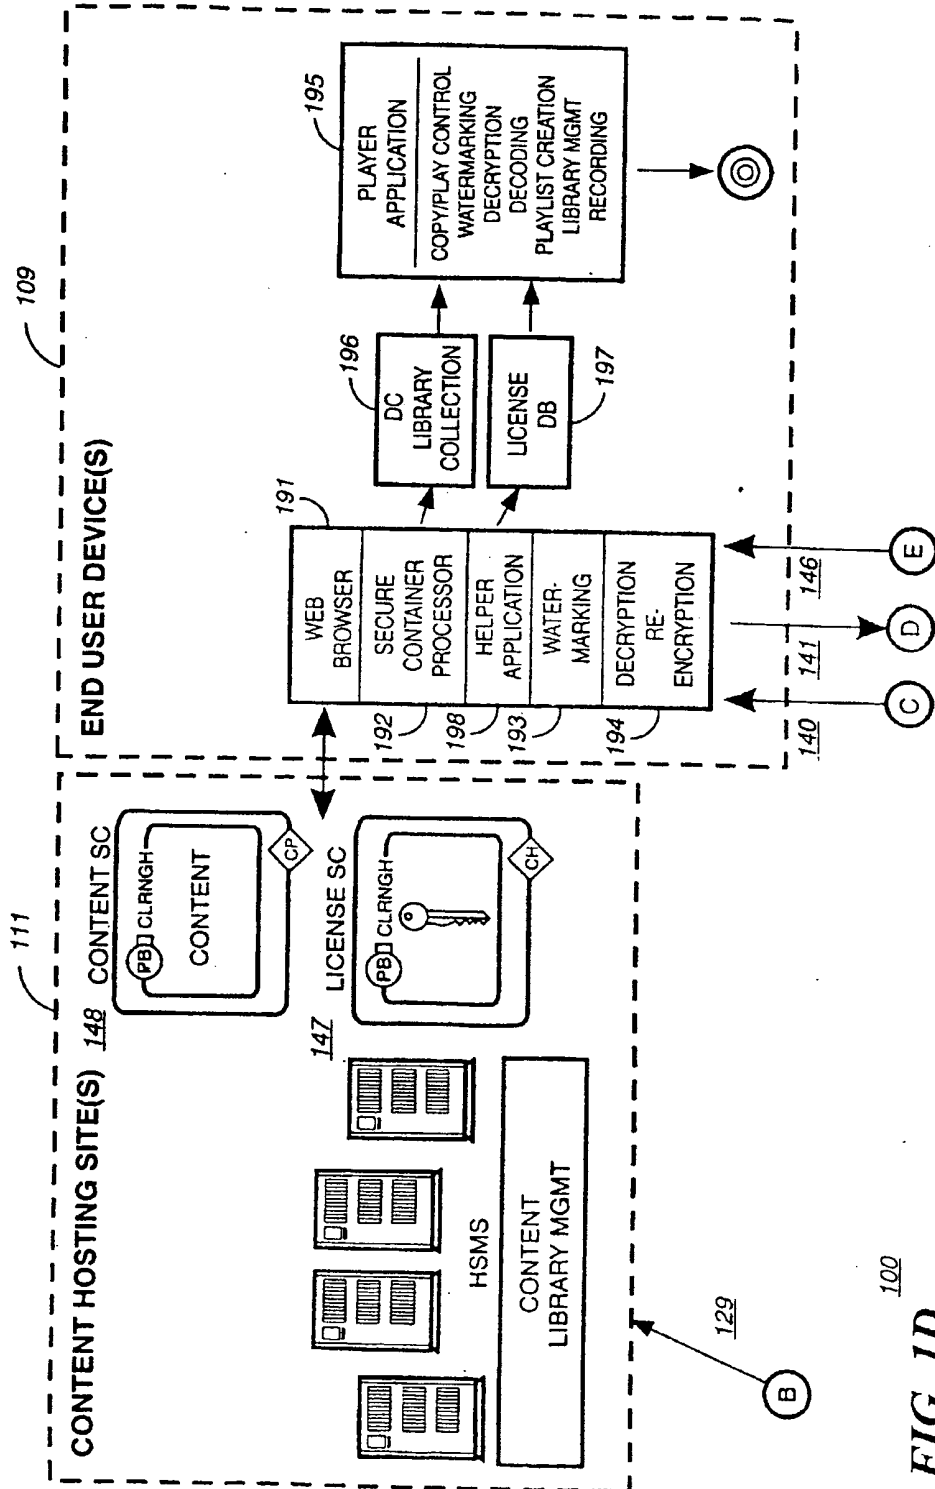 111
109
CONTENT HOSTING SITE(S)
148
CONTENT SC
PB
CLRNGH
CONTENT
CP
147
LICENSE SC
PB
CLRNGH
CH
HSMS
CONTENT
LIBRARY MGMT
END USER DEVICE(S)
191
WEB
BROWSER
192
SECURE
CONTAINER
PROCESSOR
198
HELPER
APPLICATION
193
WATER-
MARKING
194
DECRYPTION
RE-
ENCRYPTION
196
DC
LIBRARY
COLLECTION
LICENSE
DB
197
195
PLAYER
APPLICATION
COPY/PLAY CONTROL
WATERMARKING
DECRYPTION
DECODING
PLAYLIST CREATION
LIBRARY MGMT
RECORDING
140
141
146
C
D
E
B
129
100
FIG. 1D